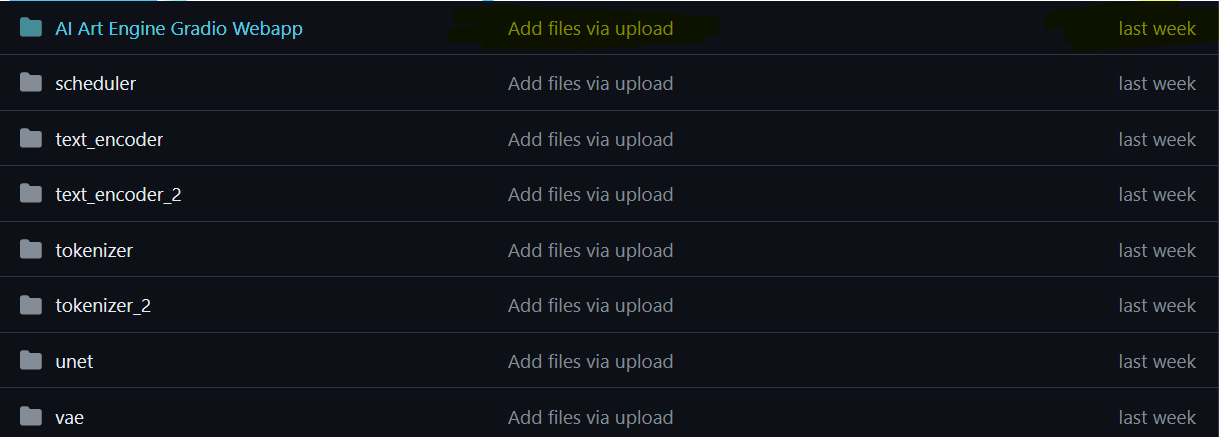 AI Art Engine Gradio Webapp Add files via upload last week
scheduler Add files via upload last week
text_encoder Add files via upload last week
text_encoder_2 Add files via upload last week
tokenizer Add files via upload last week
tokenizer_2 Add files via upload last week
unet Add files via upload last week
vae Add files via upload last week